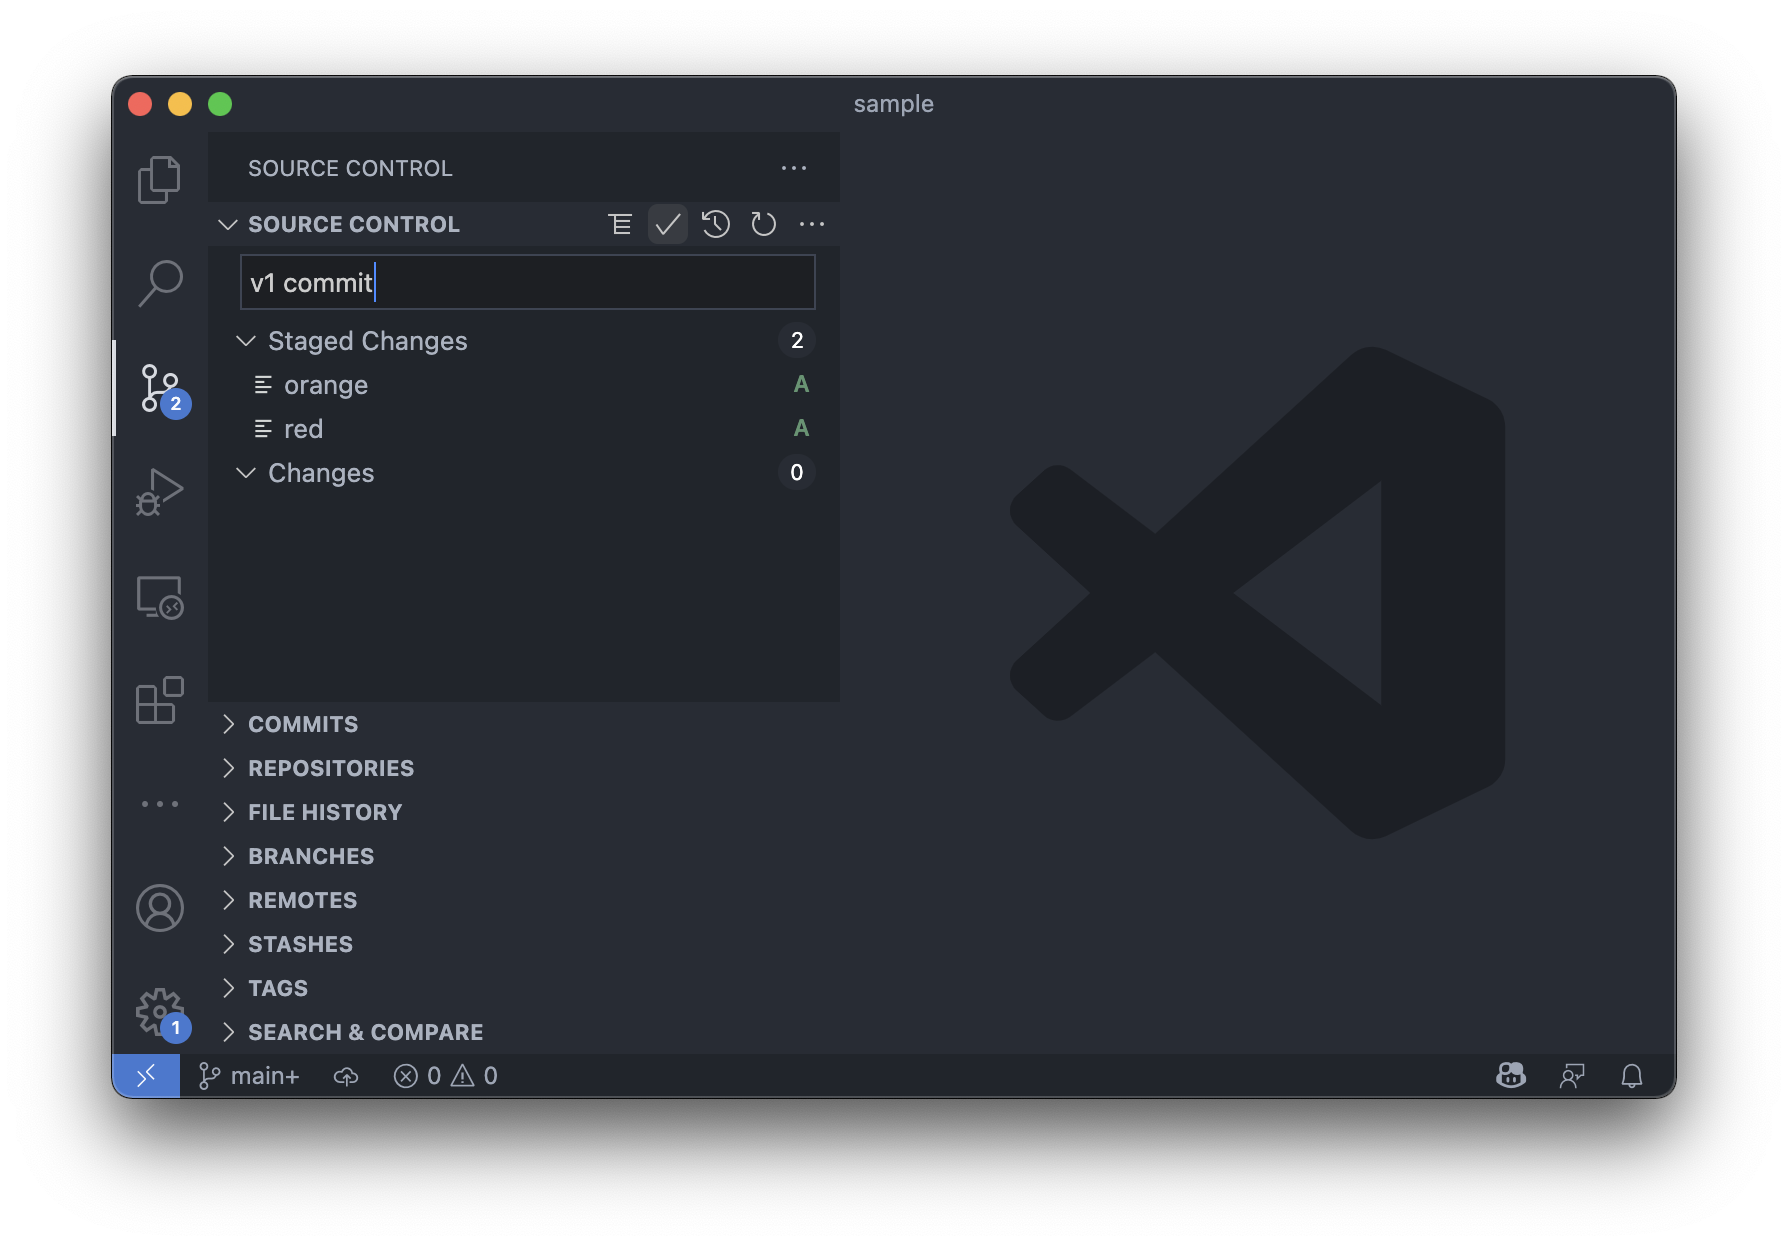 sample
SOURCE CONTROL
SOURCE CONTROL
v1 commit
Staged Changes 2
orange A
red A
Changes 0
2
COMMITS
REPOSITORIES
FILE HISTORY
BRANCHES
REMOTES
STASHES
TAGS
SEARCH & COMPARE
1
main+ 0 0